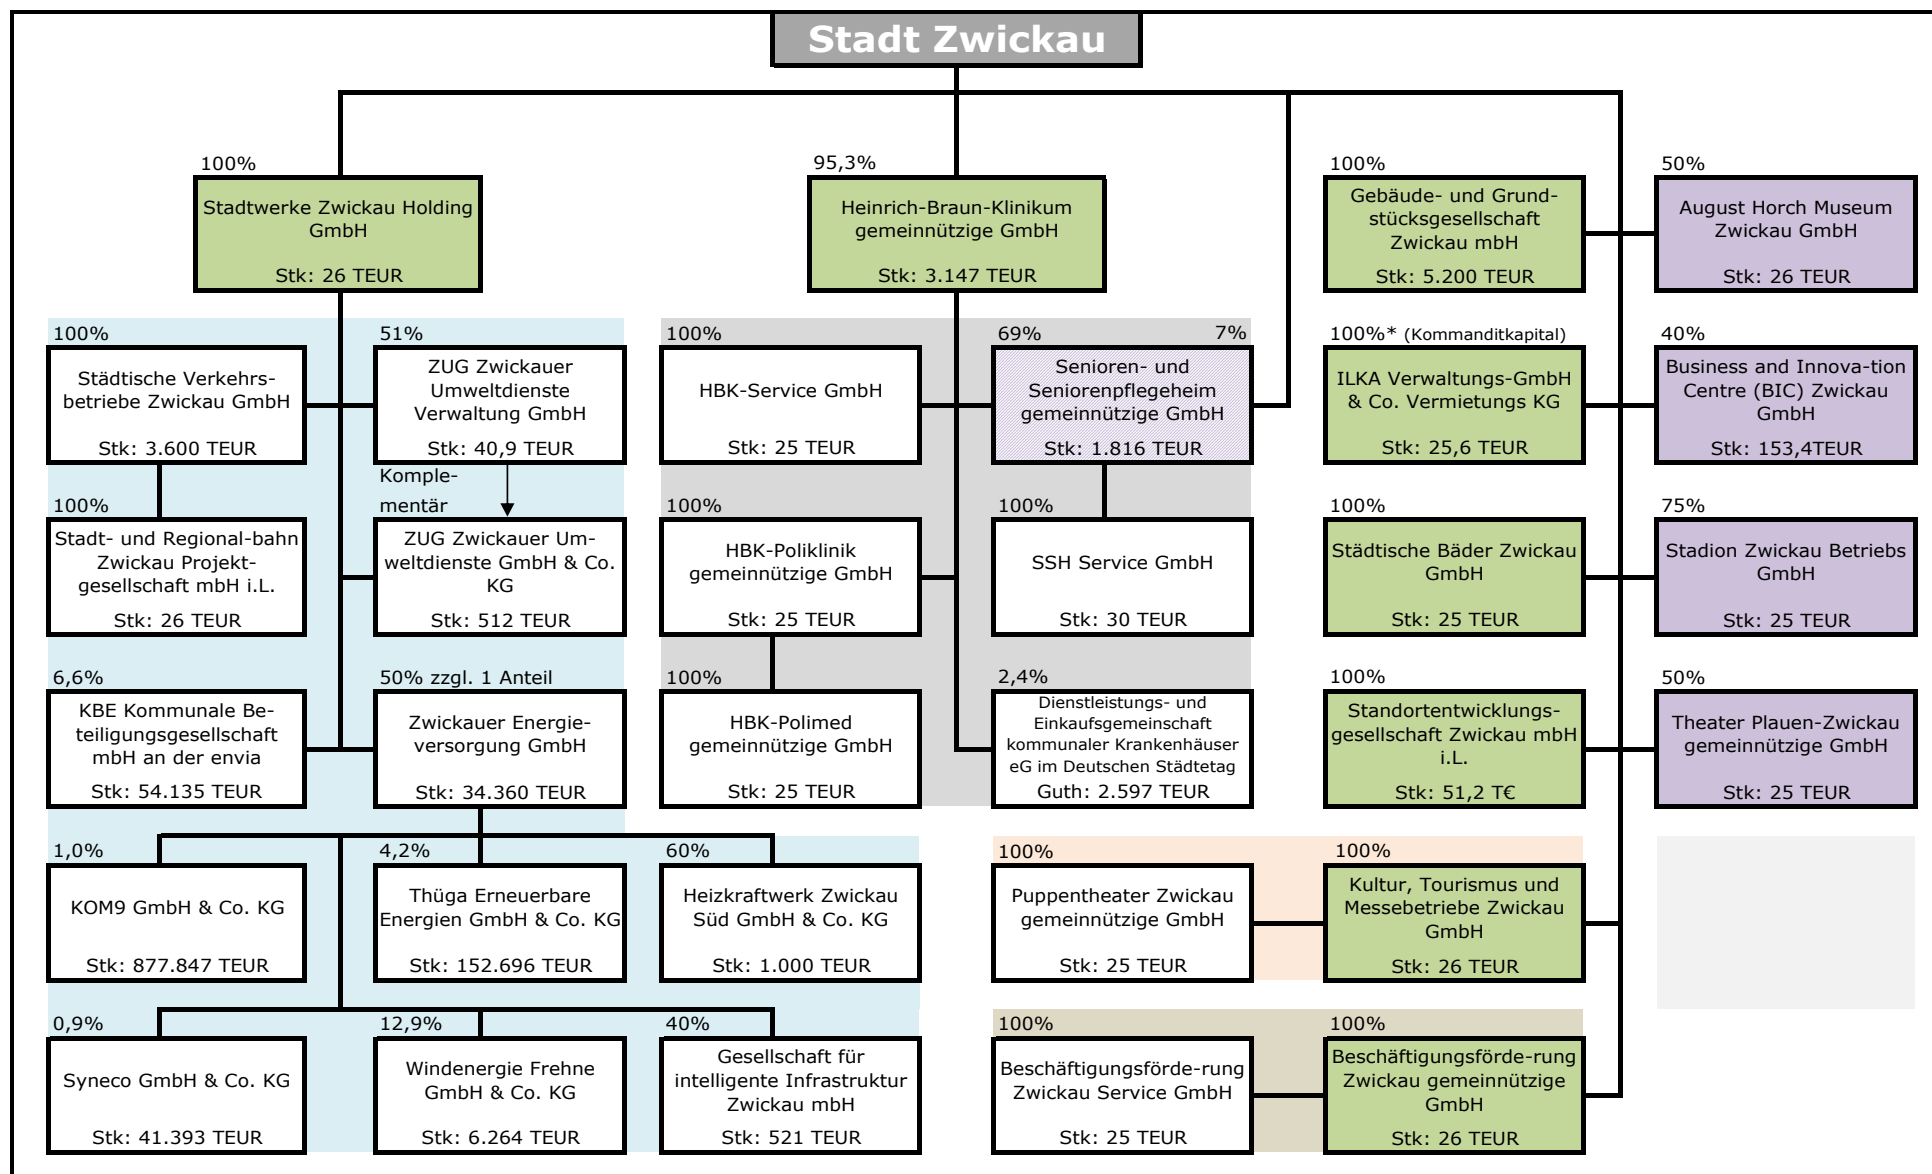 Stadt Zwickau
100%
Stadtwerke Zwickau Holding
GmbH
Stk: 26 TEUR
95,3%
Heinrich-Braun-Klinikum
gemeinnützige GmbH
Stk: 3.147 TEUR
100%
Gebäude- und Grund-
stücksgesellschaft
Zwickau mbH
Stk: 5.200 TEUR
50%
August Horch Museum
Zwickau GmbH
Stk: 26 TEUR
100%
Städtische Verkehrs-
betriebe Zwickau GmbH
Stk: 3.600 TEUR
51%
ZUG Zwickauer
Umweltdienste
Verwaltung GmbH
Stk: 40,9 TEUR
100%
HBK-Service GmbH
Stk: 25 TEUR
69%
7%
Senioren- und
Seniorenpflegeheim
gemeinnützige GmbH
Stk: 1.816 TEUR
100%* (Kommanditkapital)
ILKA Verwaltungs-GmbH
& Co. Vermietungs KG
Stk: 25,6 TEUR
40%
Business and Innova-tion
Centre (BIC) Zwickau
GmbH
Stk: 153,4TEUR
Komple-
mentär
100%
Stadt- und Regional-bahn
Zwickau Projekt-
gesellschaft mbH i.L.
Stk: 26 TEUR
ZUG Zwickauer Um-
weltdienste GmbH & Co.
KG
Stk: 512 TEUR
100%
HBK-Poliklinik
gemeinnützige GmbH
Stk: 25 TEUR
100%
SSH Service GmbH
Stk: 30 TEUR
100%
Städtische Bäder Zwickau
GmbH
Stk: 25 TEUR
75%
Stadion Zwickau Betriebs
GmbH
Stk: 25 TEUR
6,6%
KBE Kommunale Be-
teiligungsgesellschaft
mbH an der envia
Stk: 54.135 TEUR
50% zzgl. 1 Anteil
Zwickauer Energie-
versorgung GmbH
Stk: 34.360 TEUR
100%
HBK-Polimed
gemeinnützige GmbH
Stk: 25 TEUR
2,4%
Dienstleistungs- und
Einkaufsgemeinschaft
kommunaler Krankenhäuser
eG im Deutschen Städtetag
Guth: 2.597 TEUR
100%
Standortentwicklungs-
gesellschaft Zwickau mbH
i.L.
Stk: 51,2 T€
50%
Theater Plauen-Zwickau
gemeinnützige GmbH
Stk: 25 TEUR
1,0%
KOM9 GmbH & Co. KG
Stk: 877.847 TEUR
4,2%
Thüga Erneuerbare
Energien GmbH & Co. KG
Stk: 152.696 TEUR
60%
Heizkraftwerk Zwickau
Süd GmbH & Co. KG
Stk: 1.000 TEUR
100%
Puppentheater Zwickau
gemeinnützige GmbH
Stk: 25 TEUR
100%
Kultur, Tourismus und
Messebetriebe Zwickau
GmbH
Stk: 26 TEUR
0,9%
Syneco GmbH & Co. KG
Stk: 41.393 TEUR
12,9%
Windenergie Frehne
GmbH & Co. KG
Stk: 6.264 TEUR
40%
Gesellschaft für
intelligente Infrastruktur
Zwickau mbH
Stk: 521 TEUR
100%
Beschäftigungsförde-rung
Zwickau Service GmbH
Stk: 25 TEUR
100%
Beschäftigungsförde-rung
Zwickau gemeinnützige
GmbH
Stk: 26 TEUR